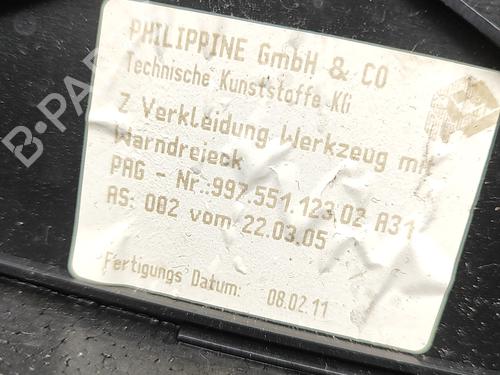 PHILIPPINE GmbH & CO
Technische Kunststoffe KG
Z Verkleidung Werkzeug mit
Warndreieck
PAG - Nr.:997.551.123.02 A31
AS: 002 vom 22.03.05
Fertigungs Datum: 08.02.11